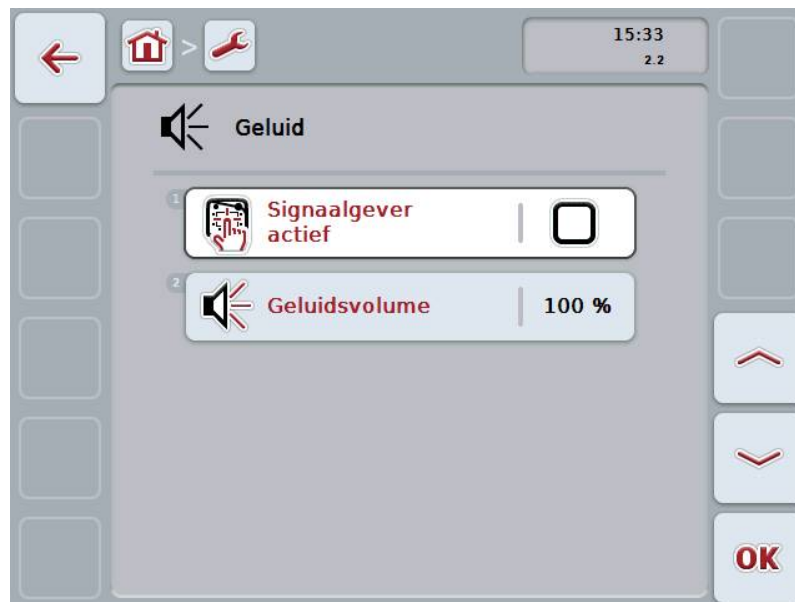 >
15:33
2.2
Geluid
1
Signaalgever
actief
2
Geluidsvolume
100 %
OK